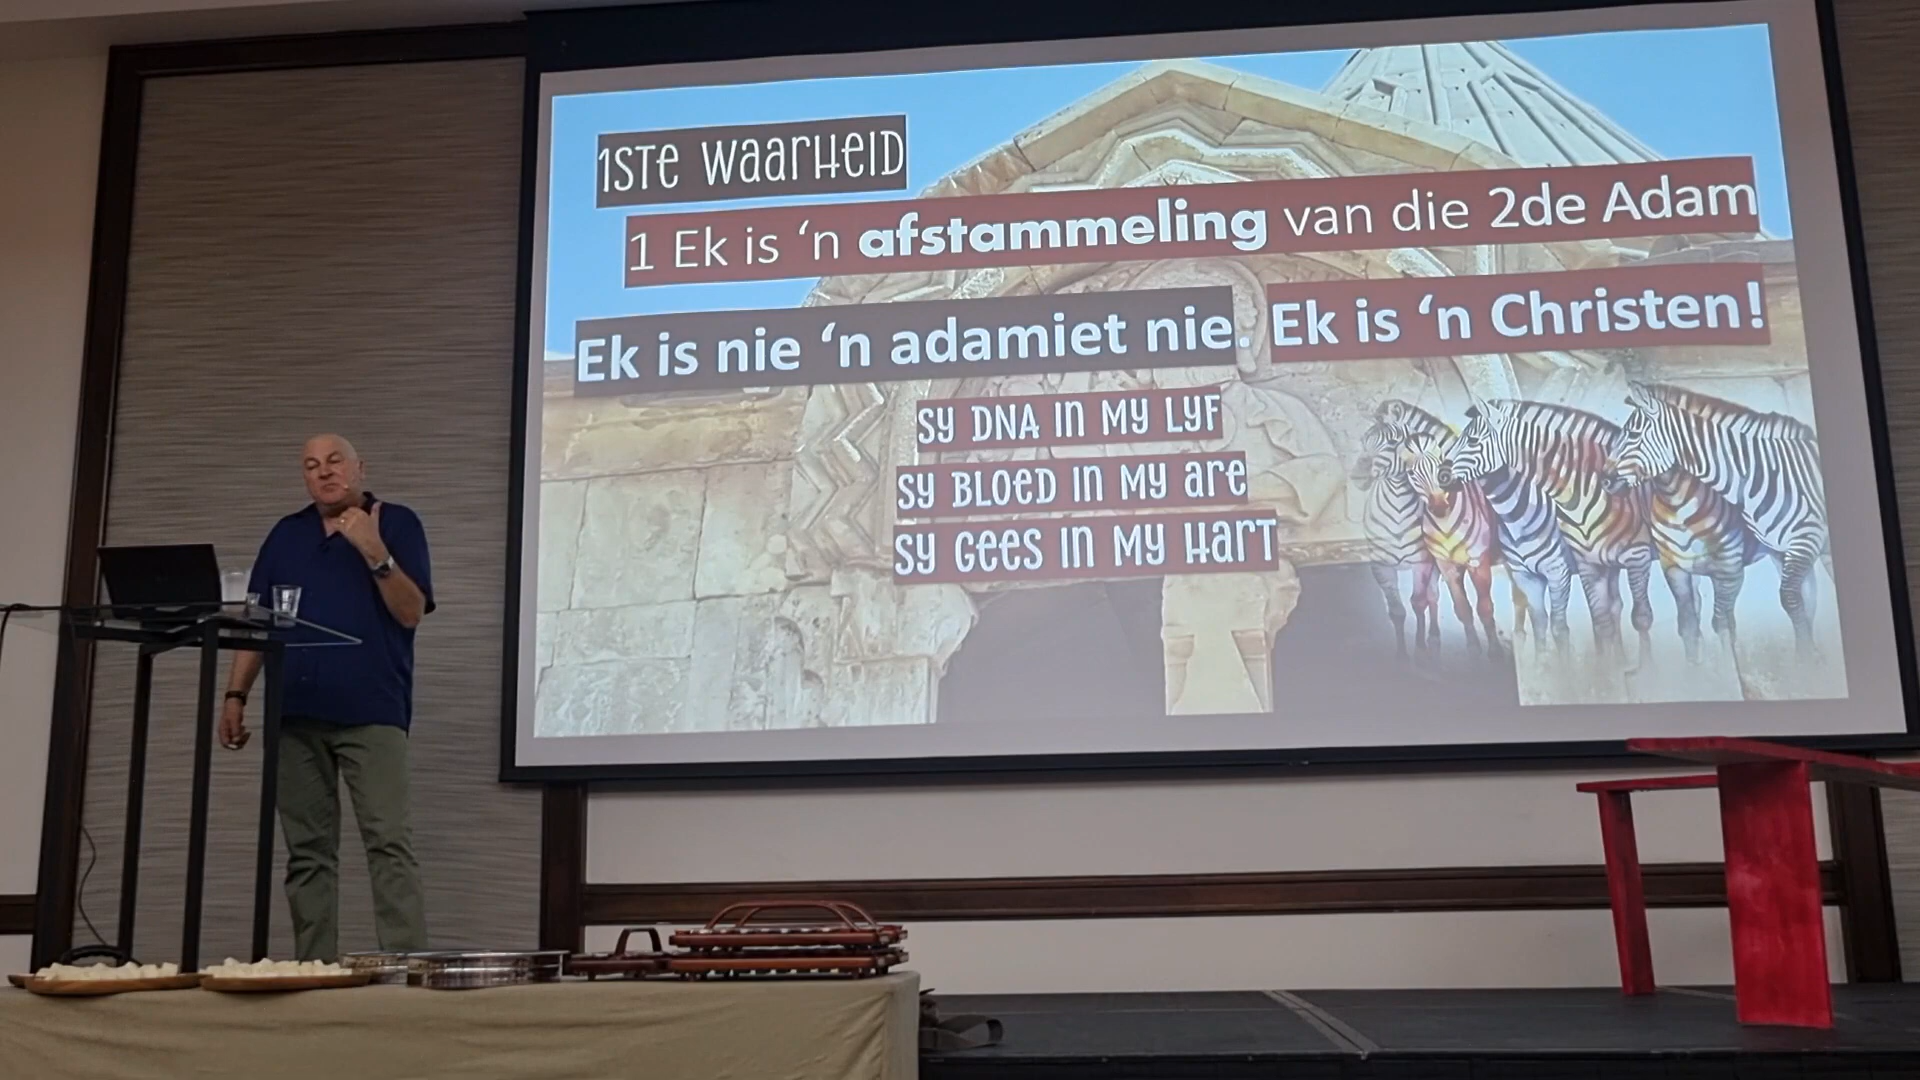 1STE WAARHEID
1 Ek is ‘n afstammeling van die 2de Adam
Ek is nie ‘n adamiet nie. Ek is ‘n Christen!
SY DNA IN MY LYF
SY BLOED IN MY ARE
SY GEES IN MY HART